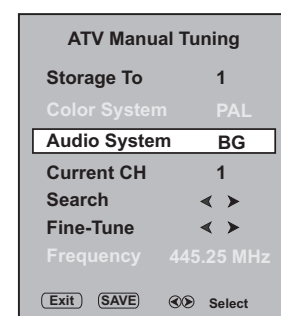 ATV Manual Tuning
Storage To 1
Color System PAL
Audio System BG
Current CH 1
Search
Fine-Tune
Frequency 445.25 MHz
Exit SAVE Select